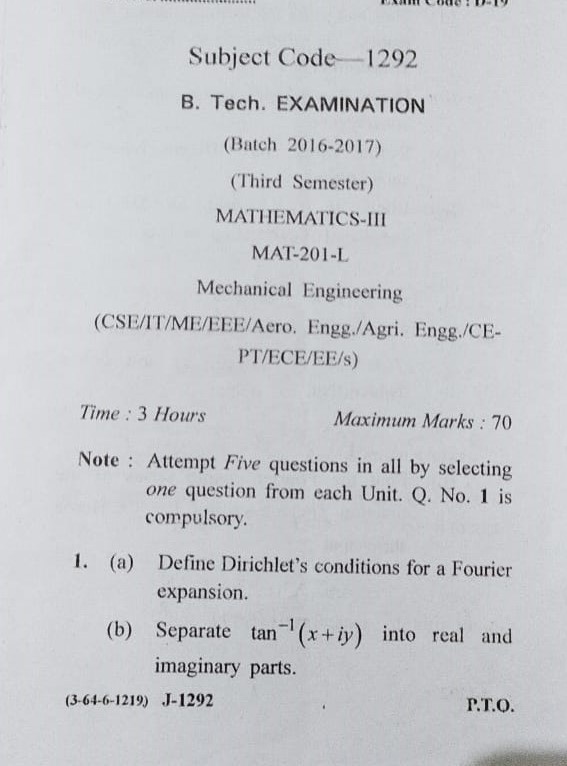 Exam Code : D-19
Subject Code—1292
B. Tech. EXAMINATION
(Batch 2016-2017)
(Third Semester)
MATHEMATICS-III
MAT-201-L
Mechanical Engineering
(CSE/IT/ME/EEE/Aero. Engg./Agri. Engg./CE-
PT/ECE/EE/s)
Time : 3 Hours Maximum Marks : 70
Note : Attempt Five questions in all by selecting
one question from each Unit. Q. No. 1 is
compulsory.
1. (a) Define Dirichlet's conditions for a Fourier
expansion.
(b) Separate tan⁻¹(x+iy) into real and
imaginary parts.
(3-64-6-1219) J-1292 P.T.O.